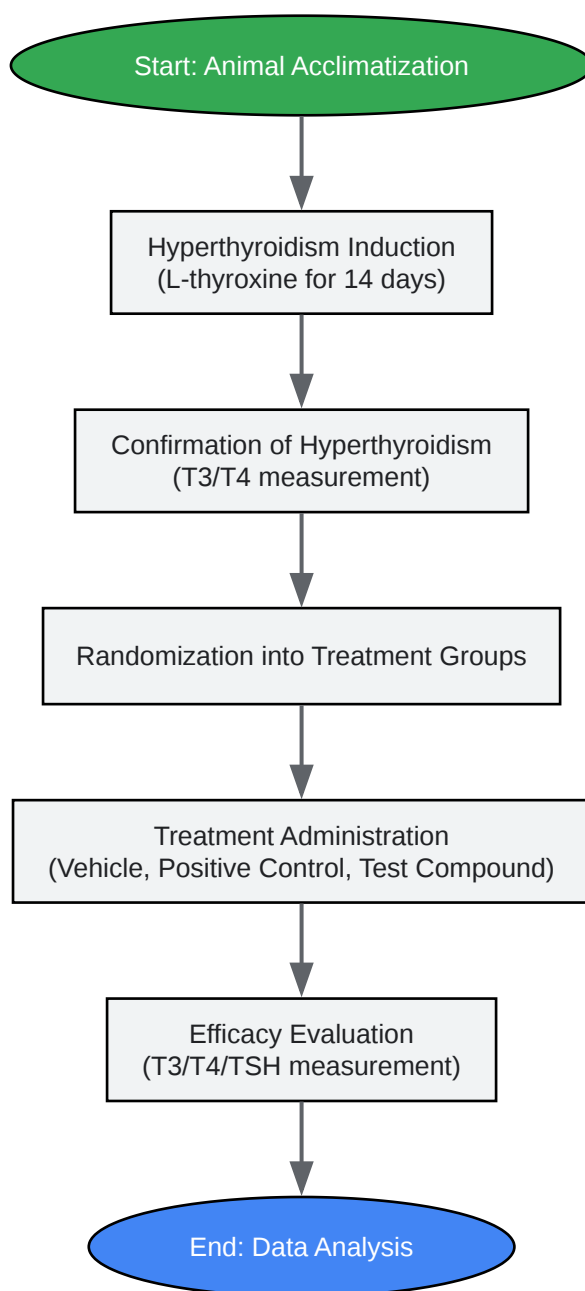 Start: Animal Acclimatization
Hyperthyroidism Induction
(L-thyroxine for 14 days)
Confirmation of Hyperthyroidism
(T3/T4 measurement)
Randomization into Treatment Groups
Treatment Administration
(Vehicle, Positive Control, Test Compound)
Efficacy Evaluation
(T3/T4/TSH measurement)
End: Data Analysis